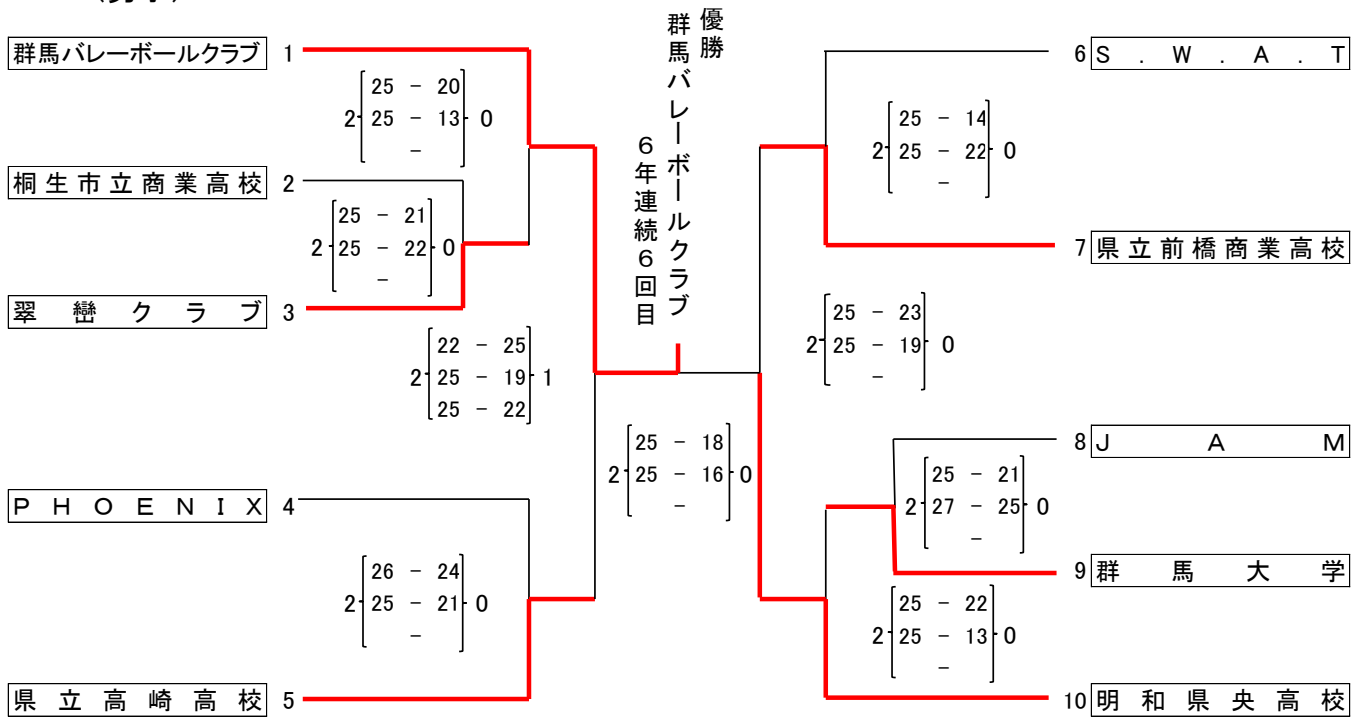 優勝
群馬バレーボールクラブ
6年連続6回目
群馬バレーボールクラブ 1
25 - 20
2 25 - 13 0
-
桐生市立商業高校 2
25 - 21
2 25 - 22 0
-
翠巒クラブ 3
22 - 25
2 25 - 19 1
25 - 22
PHOENIX 4
26 - 24
2 25 - 21 0
-
県立高崎高校 5
25 - 18
2 25 - 16 0
-
6 S.W.A.T
25 - 14
2 25 - 22 0
-
7 県立前橋商業高校
25 - 23
2 25 - 19 0
-
8 JAM
25 - 21
2 27 - 25 0
-
9 群馬大学
25 - 22
2 25 - 13 0
-
10 明和県央高校